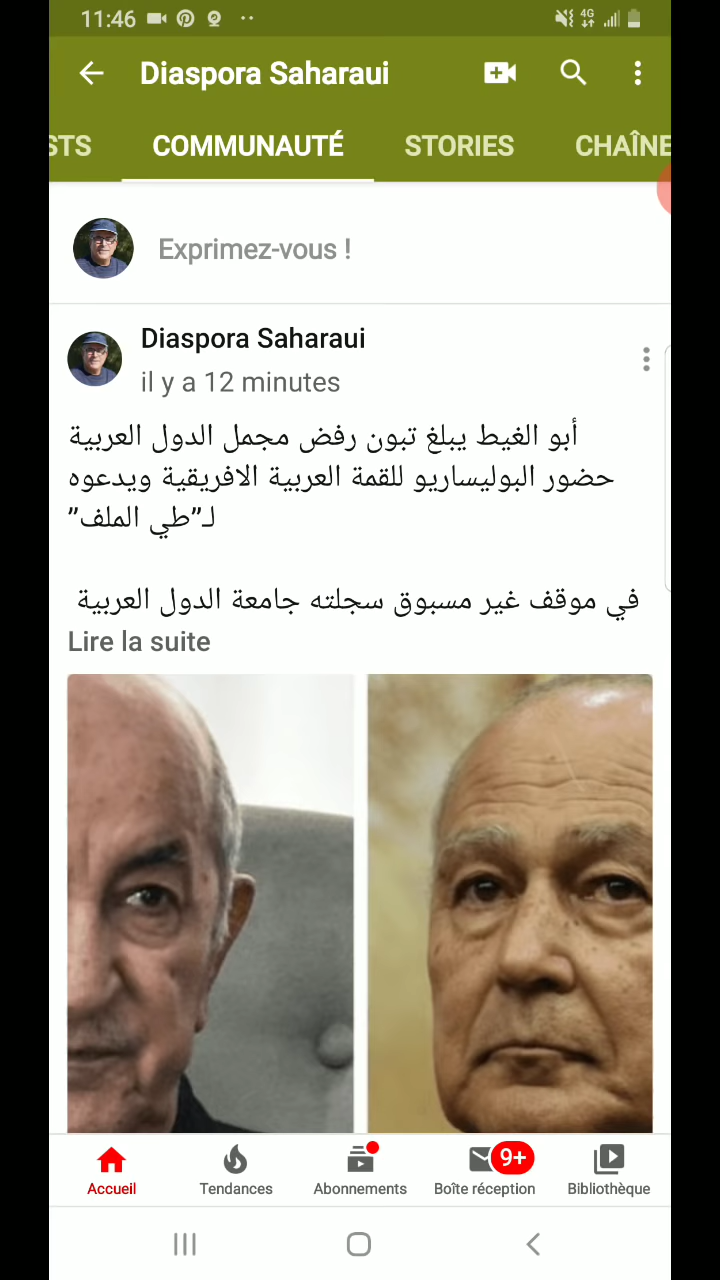 11:46
4G
Diaspora Saharaui
STS
COMMUNAUTÉ
STORIES
CHAÎNE
Exprimez-vous !
Diaspora Saharaui
il y a 12 minutes
أبو الغيط يبلغ تبون رفض مجمل الدول العربية
حضور البوليساريو للقمة العربية الافريقية ويدعوه
لـ”طي الملف”
في موقف غير مسبوق سجلته جامعة الدول العربية
Lire la suite
9+
Accueil
Tendances
Abonnements
Boîte réception
Bibliothèque